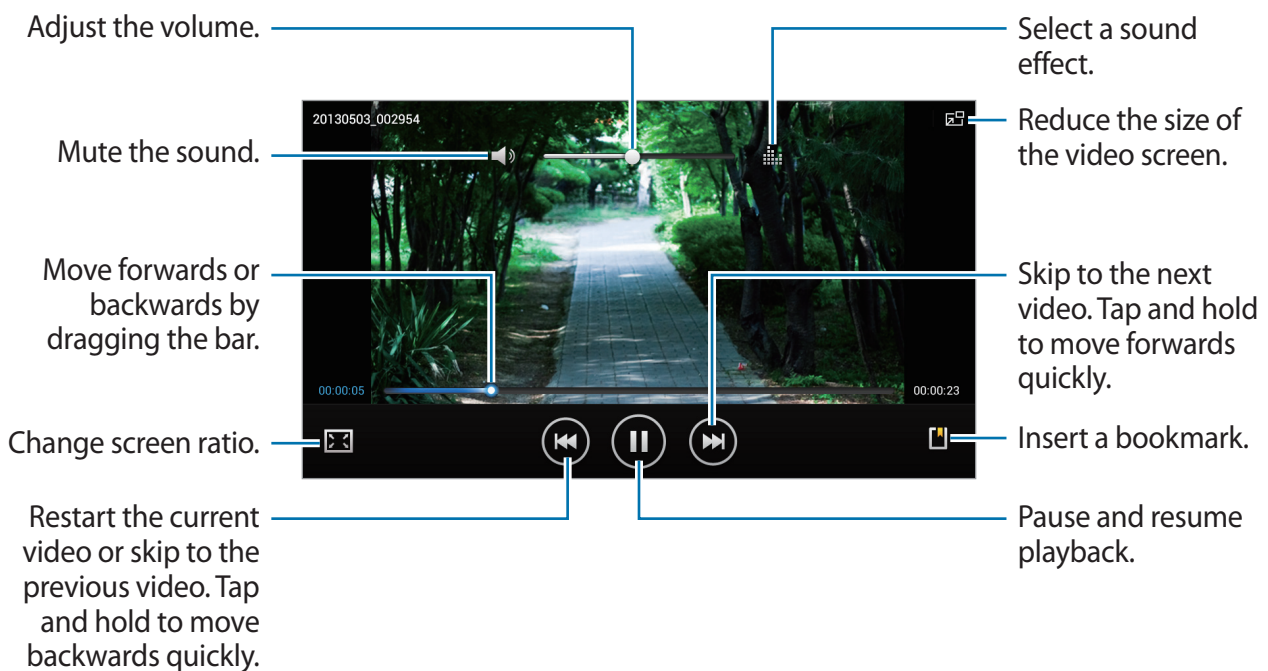 Adjust the volume.
Select a sound
effect.
20130503_002954
Reduce the size of
the video screen.
Mute the sound.
Move forwards or
backwards by
dragging the bar.
Skip to the next
video. Tap and hold
to move forwards
quickly.
00:00:05
00:00:23
Change screen ratio.
Insert a bookmark.
Restart the current
video or skip to the
previous video. Tap
and hold to move
backwards quickly.
Pause and resume
playback.